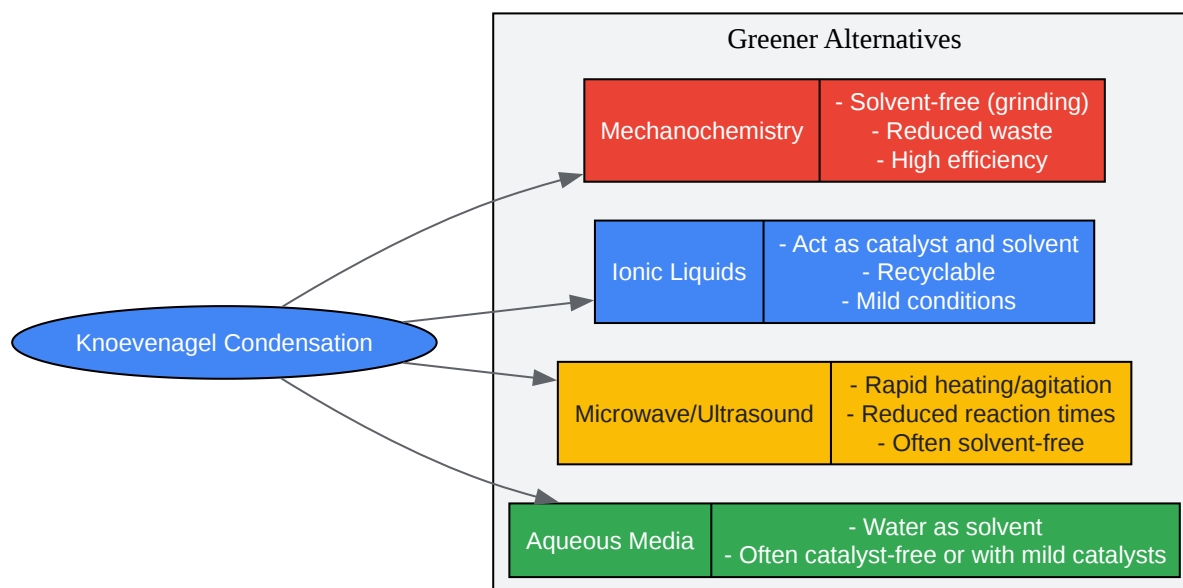 Greener Alternatives
Mechanochemistry
- Solvent-free (grinding)
- Reduced waste
- High efficiency
Ionic Liquids
- Act as catalyst and solvent
- Recyclable
- Mild conditions
Knoevenagel Condensation
Microwave/Ultrasound
- Rapid heating/agitation
- Reduced reaction times
- Often solvent-free
Aqueous Media
- Water as solvent
- Often catalyst-free or with mild catalysts